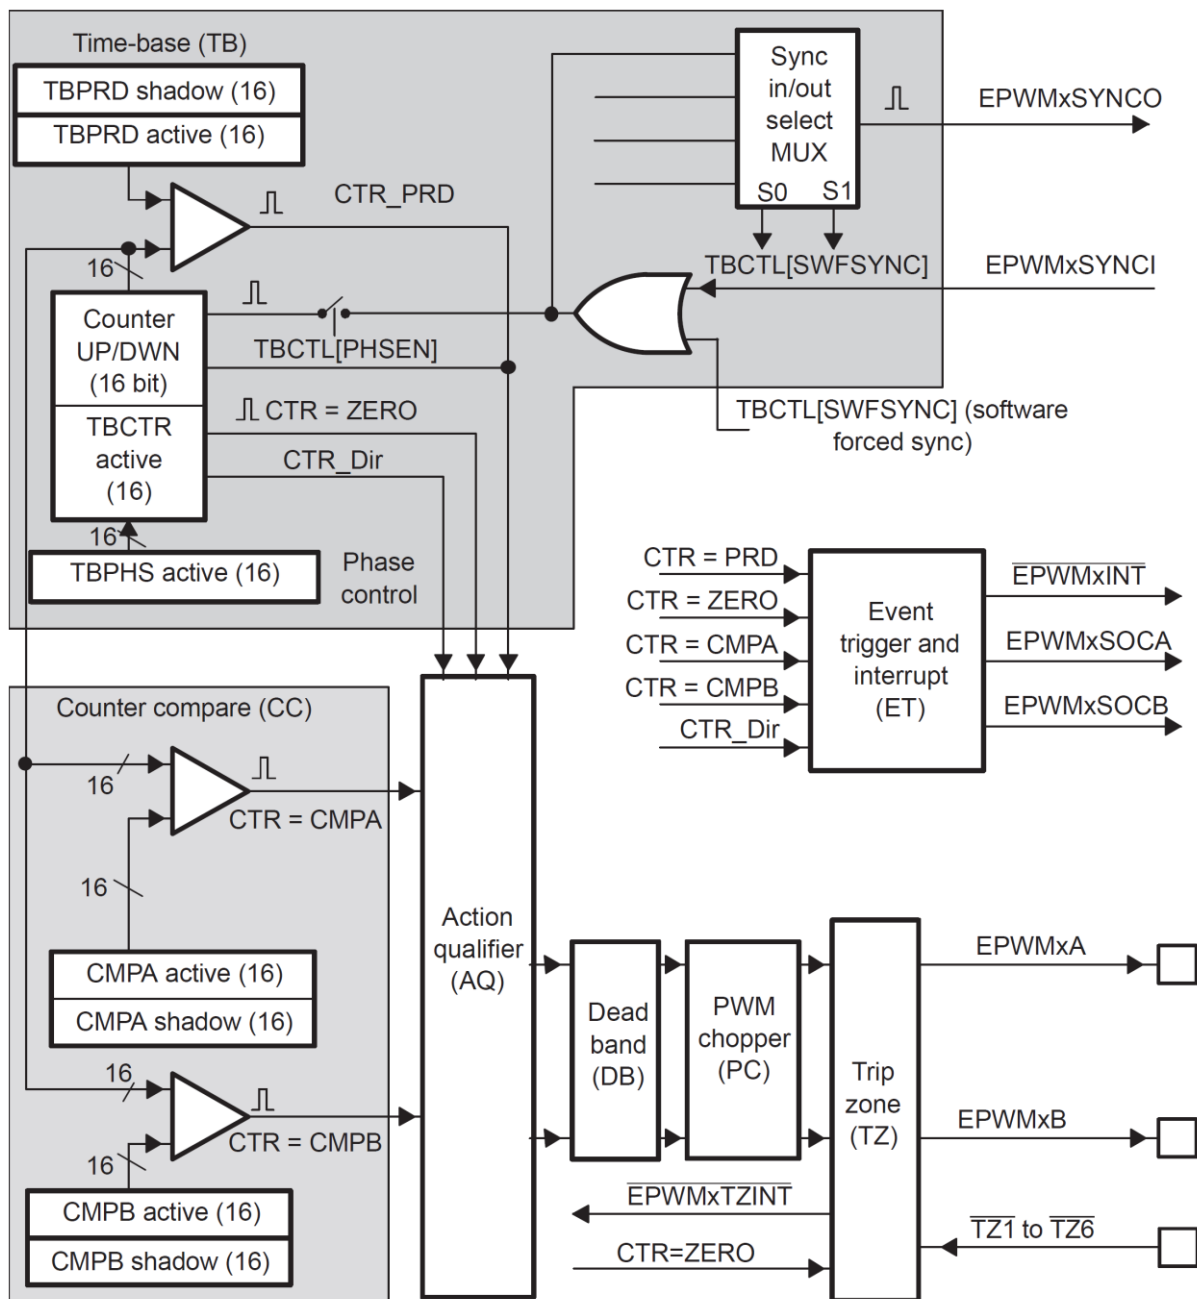 Time-base (TB)
TBPRD shadow (16)
TBPRD active (16)
CTR_PRD
16
Counter
UP/DWN
(16 bit)
TBCTR
active
(16)
TBCTL[PHSEN]
CTR = ZERO
CTR_Dir
16
TBPHS active (16)
Phase
control
Sync
in/out
select
MUX
S0 S1
EPWMxSYNCO
TBCTL[SWFSYNC]
EPWMxSYNCI
TBCTL[SWFSYNC] (software
forced sync)
CTR = PRD
CTR = ZERO
CTR = CMPA
CTR = CMPB
CTR_Dir
Event
trigger and
interrupt
(ET)
EPWMxINT
EPWMxSOCA
EPWMxSOCB
Counter compare (CC)
16
CTR = CMPA
16
CMPA active (16)
CMPA shadow (16)
16
CTR = CMPB
16
CMPB active (16)
CMPB shadow (16)
Action
qualifier
(AQ)
Dead
band
(DB)
PWM
chopper
(PC)
Trip
zone
(TZ)
EPWMxA
EPWMxB
EPWMxTZINT
TZ1 to TZ6
CTR=ZERO